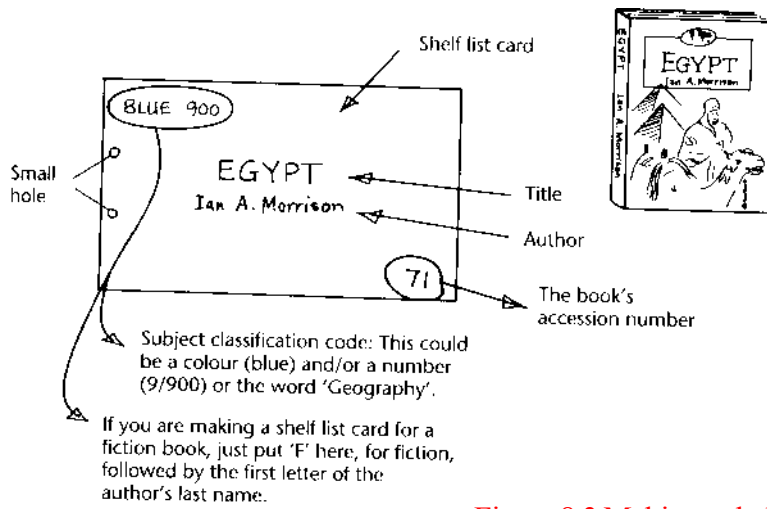 Shelf list card
EGYPT
Ian A. Morrison
EGYPT
Ian A. Morrison
BLUE 900
Small
hole
EGYPT
Ian A. Morrison
Title
Author
71
The book's
accession number
Subject classification code: This could
be a colour (blue) and/or a number
(9/900) or the word 'Geography'.
If you are making a shelf list card for a
fiction book, just put 'F' here, for fiction,
followed by the first letter of the
author's last name.